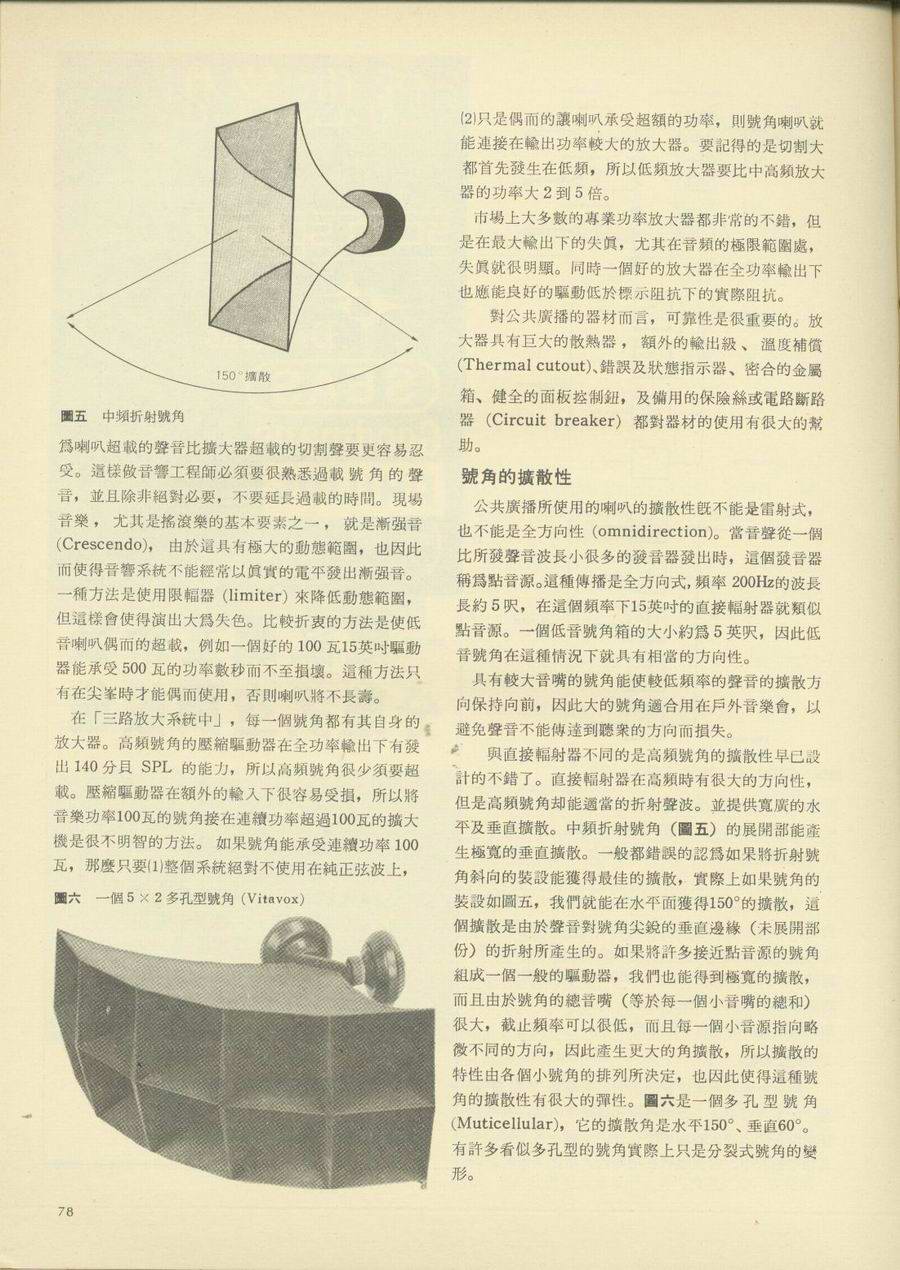 150°擴散
圖五　中頻折射號角
爲喇叭超載的聲音比擴大器超載的切割聲要更容易忍
受。這樣做音響工程師必須要很熟悉過載號角的聲
音，並且除非絕對必要，不要延長過載的時間。現場
音樂，尤其是搖滾樂的基本要素之一，就是漸强音
(Crescendo)，由於這具有極大的動態範圍，也因此
而使得音響系統不能經常以眞實的電平發出漸强音。
一種方法是使用限輻器 (limiter) 來降低動態範圍，
但這樣會使得演出大爲失色。比較折衷的方法是使低
音喇叭偶而的超載，例如一個好的 100 瓦15英吋驅動
器能承受 500 瓦的功率數秒而不至損壞。這種方法只
有在尖峯時才能偶而使用，否則喇叭將不長壽。
在「三路放大系統中」，每一個號角都有其自身的
放大器。高頻號角的壓縮驅動器在全功率輸出下有發
出 140 分貝 SPL 的能力，所以高頻號角很少須要超
載。壓縮驅動器在額外的輸入下很容易受損，所以將
音樂功率100瓦的號角接在連續功率超過100瓦的擴大
機是很不明智的方法。如果號角能承受連續功率 100
瓦，那麼只要(1)整個系統絕對不使用在純正弦波上，
圖六　一個 5 × 2 多孔型號角 (Vitavox)
78
(2)只是偶而的讓喇叭承受超額的功率，則號角喇叭就
能連接在輸出功率較大的放大器。要記得的是切割大
都首先發生在低頻，所以低頻放大器要比中高頻放大
器的功率大 2 到 5 倍。
市場上大多數的專業功率放大器都非常的不錯，但
是在最大輸出下的失眞，尤其在音頻的極限範圍處，
失眞就很明顯。同時一個好的放大器在全功率輸出下
也應能良好的驅動低於標示阻抗下的實際阻抗。
對公共廣播的器材而言，可靠性是很重要的。放
大器具有巨大的散熱器，額外的輸出級、溫度補償
(Thermal cutout)、錯誤及狀態指示器、密合的金屬
箱、健全的面板控制鈕，及備用的保險絲或電路斷路
器 (Circuit breaker) 都對器材的使用有很大的幫
助。
號角的擴散性
公共廣播所使用的喇叭的擴散性旣不能是雷射式，
也不能是全方向性 (omnidirection)。當音聲從一個
比所發聲音波長小很多的發音器發出時，這個發音器
稱爲點音源。這種傳播是全方向式，頻率 200Hz的波長
長約 5 呎，在這個頻率下15英吋的直接輻射器就類似
點音源。一個低音號角箱的大小約爲 5 英呎，因此低
音號角在這種情況下就具有相當的方向性。
具有較大音嘴的號角能使較低頻率的聲音的擴散方
向保持向前，因此大的號角適合用在戶外音樂會，以
避免聲音不能傳達到聽衆的方向而損失。
與直接輻射器不同的是高頻號角的擴散性早已設
計的不錯了。直接輻射器在高頻時有很大的方向性，
但是高頻號角却能適當的折射聲波。並提供寬廣的水
平及垂直擴散。中頻折射號角（圖五）的展開部能產
生極寬的垂直擴散。一般都錯誤的認爲如果將折射號
角斜向的裝設能獲得最佳的擴散，實際上如果號角的
裝設如圖五，我們就能在水平面獲得150°的擴散，這
個擴散是由於聲音對號角尖銳的垂直邊緣（未展開部
份）的折射所產生的。如果將許多接近點音源的號角
組成一個一般的驅動器，我們也能得到極寬的擴散，
而且由於號角的總音嘴（等於每一個小音嘴的總和）
很大，截止頻率可以很低，而且每一個小音源指向略
微不同的方向，因此產生更大的角擴散，所以擴散的
特性由各個小號角的排列所決定，也因此使得這種號
角的擴散性有很大的彈性。圖六是一個多孔型號角
(Muticellular)，它的擴散角是水平150°、垂直60°。
有許多看似多孔型的號角實際上只是分裂式號角的變
形。